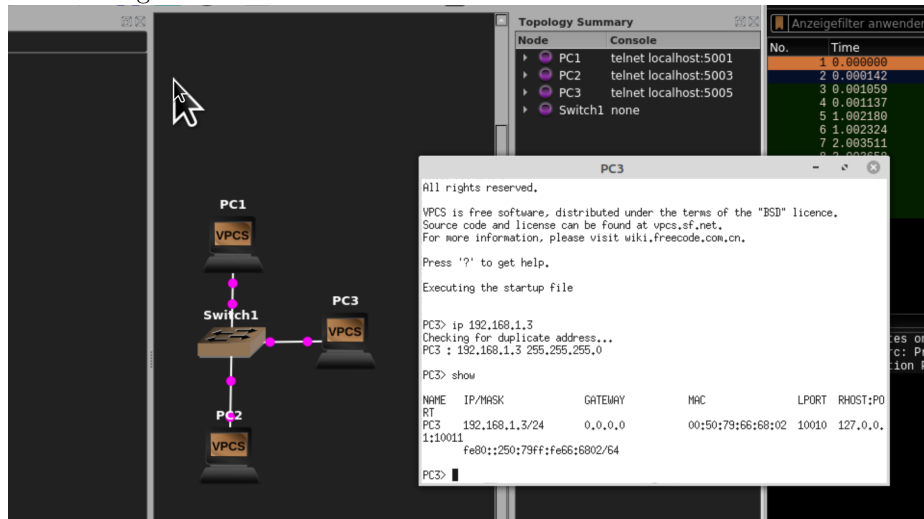 Topology Summary
Node Console
PC1 telnet localhost:5001
PC2 telnet localhost:5003
PC3 telnet localhost:5005
Switch1 none
Anzeigefilter anwenden
No. Time
1 0.000000
2 0.000142
3 0.001059
4 0.001137
5 1.002180
6 1.002324
7 2.003511
PC1
VPCS
Switch1
PC3
VPCS
PC2
VPCS
PC3
All rights reserved.
VPCS is free software, distributed under the terms of the "BSD" licence.
Source code and license can be found at vpcs.sf.net.
For more information, please visit wiki.freecode.com.cn.
Press '?' to get help.
Executing the startup file
PC3> ip 192.168.1.3
Checking for duplicate address...
PC3 : 192.168.1.3 255.255.255.0
PC3> show
NAME IP/MASK GATEWAY MAC LPORT RHOST:PO
RT
PC3 192.168.1.3/24 0.0.0.0 00:50:79:66:68:02 10010 127.0.0.
1:10011
fe80::250:79ff:fe66:6802/64
PC3>